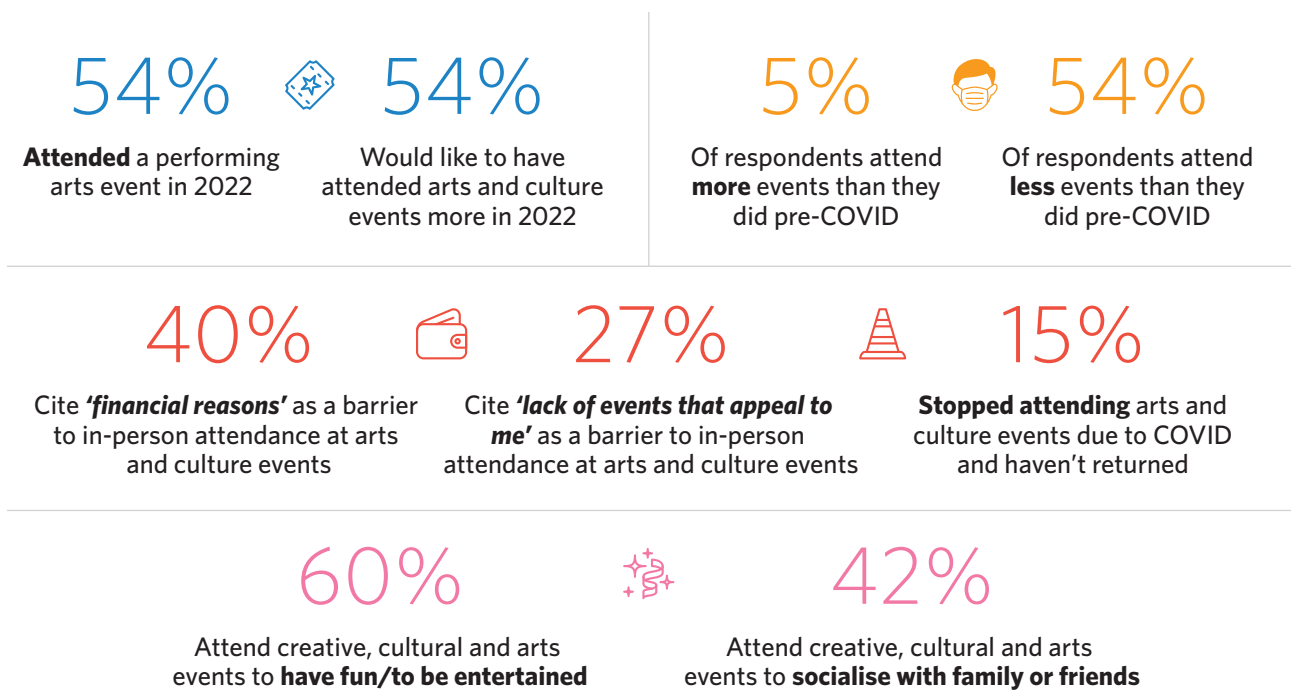 54%
Attended a performing
arts event in 2022
54%
Would like to have
attended arts and culture
events more in 2022
5%
Of respondents attend
more events than they
did pre-COVID
54%
Of respondents attend
less events than they
did pre-COVID
40%
Cite 'financial reasons' as a barrier
to in-person attendance at arts
and culture events
27%
Cite 'lack of events that appeal to
me' as a barrier to in-person
attendance at arts and culture events
15%
Stopped attending arts and
culture events due to COVID
and haven't returned
60%
Attend creative, cultural and arts
events to have fun/to be entertained
42%
Attend creative, cultural and arts
events to socialise with family or friends